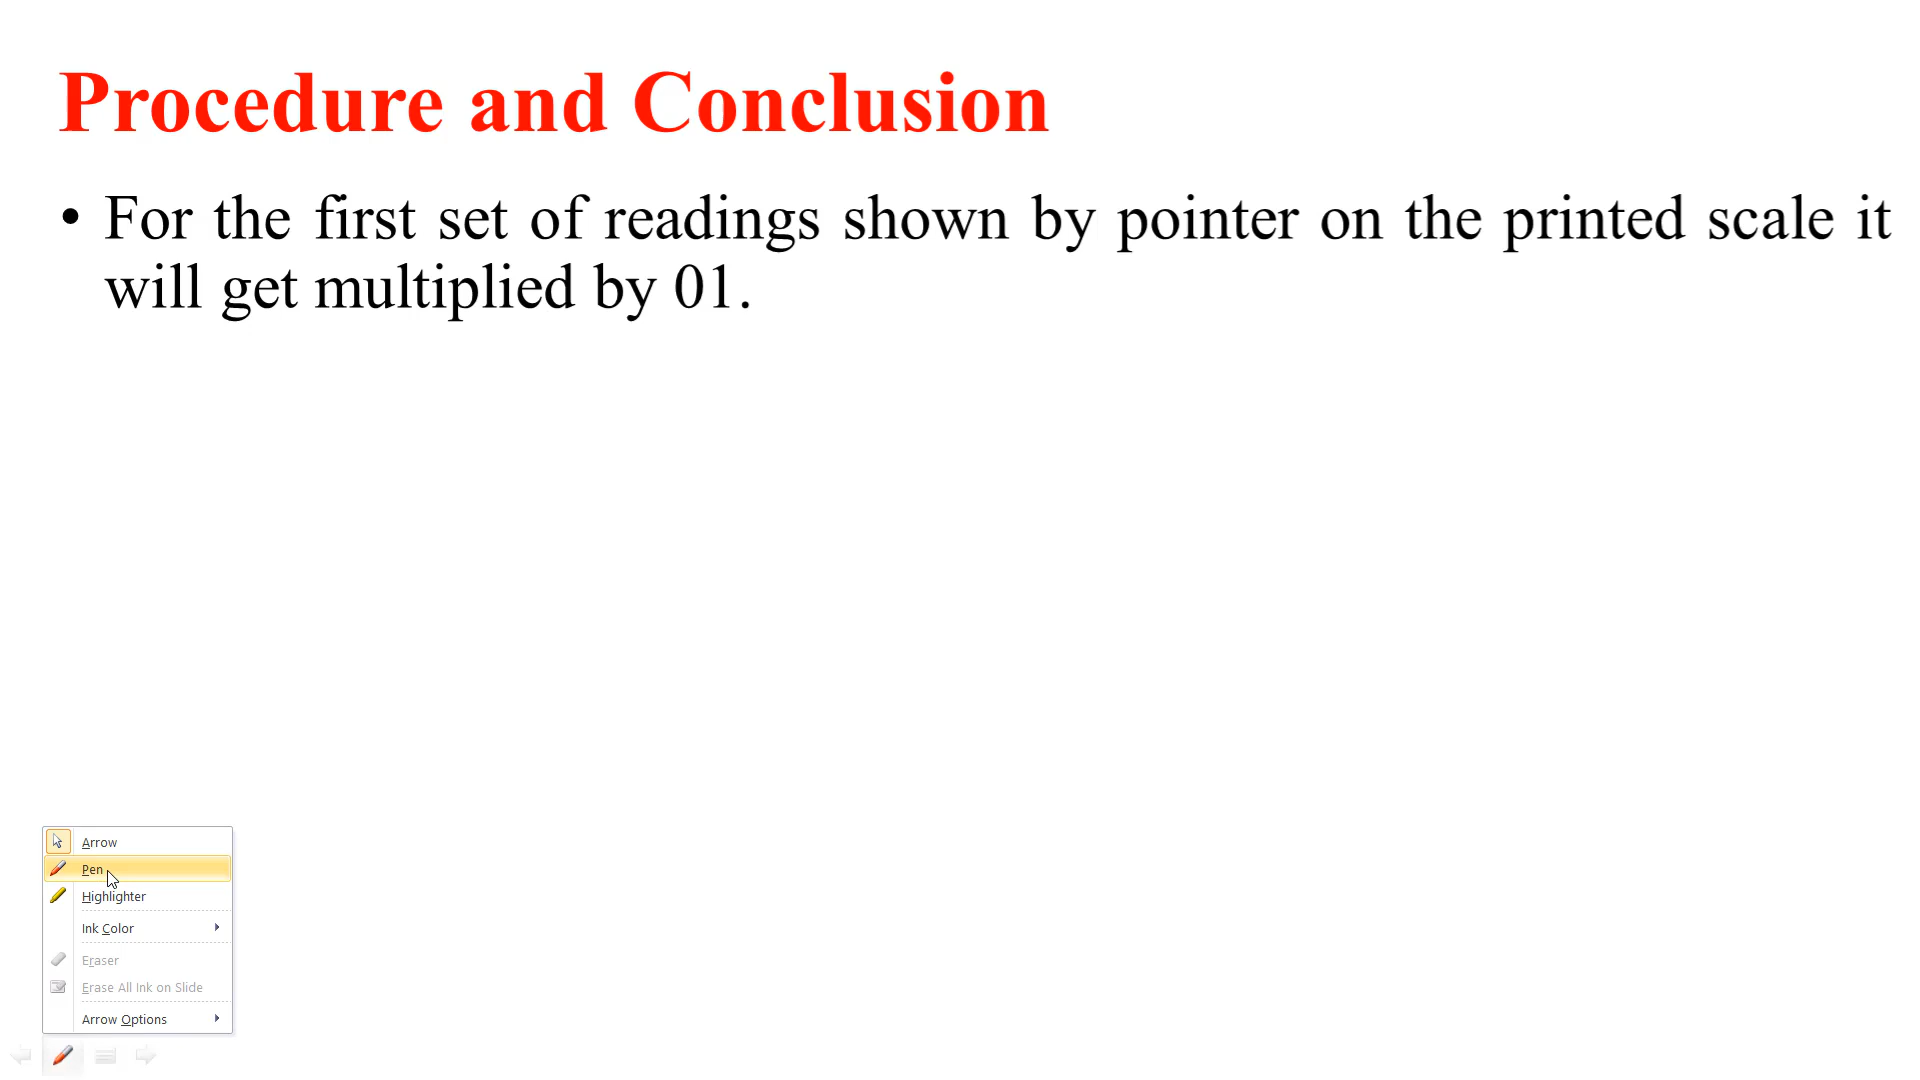 Procedure and Conclusion
• For the first set of readings shown by pointer on the printed scale it
will get multiplied by 01.
Arrow
Pen
Highlighter
Ink Color
Eraser
Erase All Ink on Slide
Arrow Options